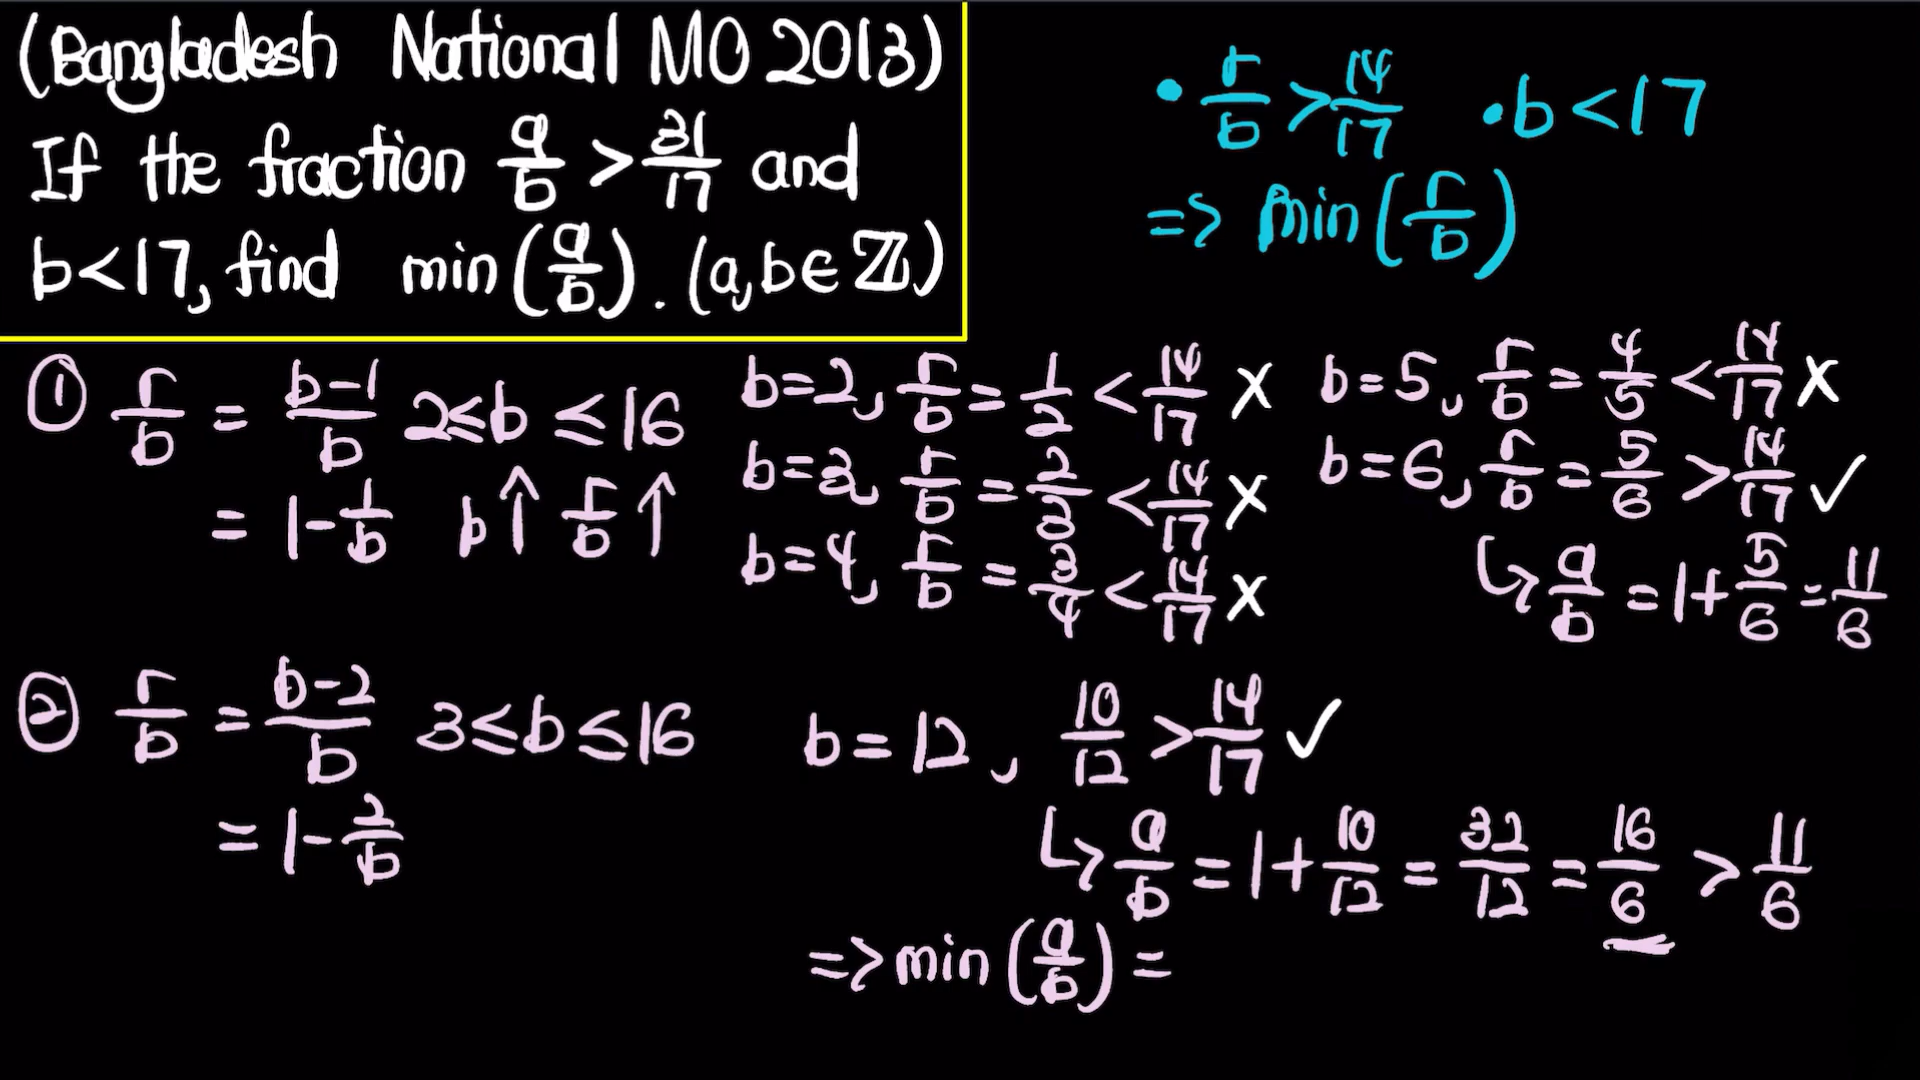 (Bangladesh National MO 2013)
If the fraction a/b > 31/17 and
b<17, find min(a/b). (a,b∈ℤ)
• r/b > 14/17 • b<17
=> min(r/b)
① r/b = b-1/b 2≤b≤16
= 1-1/b b↑ r/b↑
b=2, r/b = 1/2 < 14/17 X
b=3, r/b = 2/3 < 14/17 X
b=4, r/b = 3/4 < 14/17 X
b=5, r/b = 4/5 < 14/17 X
b=6, r/b = 5/6 > 14/17 ✓
↳ a/b = 1+5/6 = 11/6
② r/b = b-2/b 3≤b≤16
= 1-2/b
b=12, 10/12 > 14/17 ✓
↳ a/b = 1+10/12 = 32/12 = 16/6 > 11/6
=> min(a/b) =